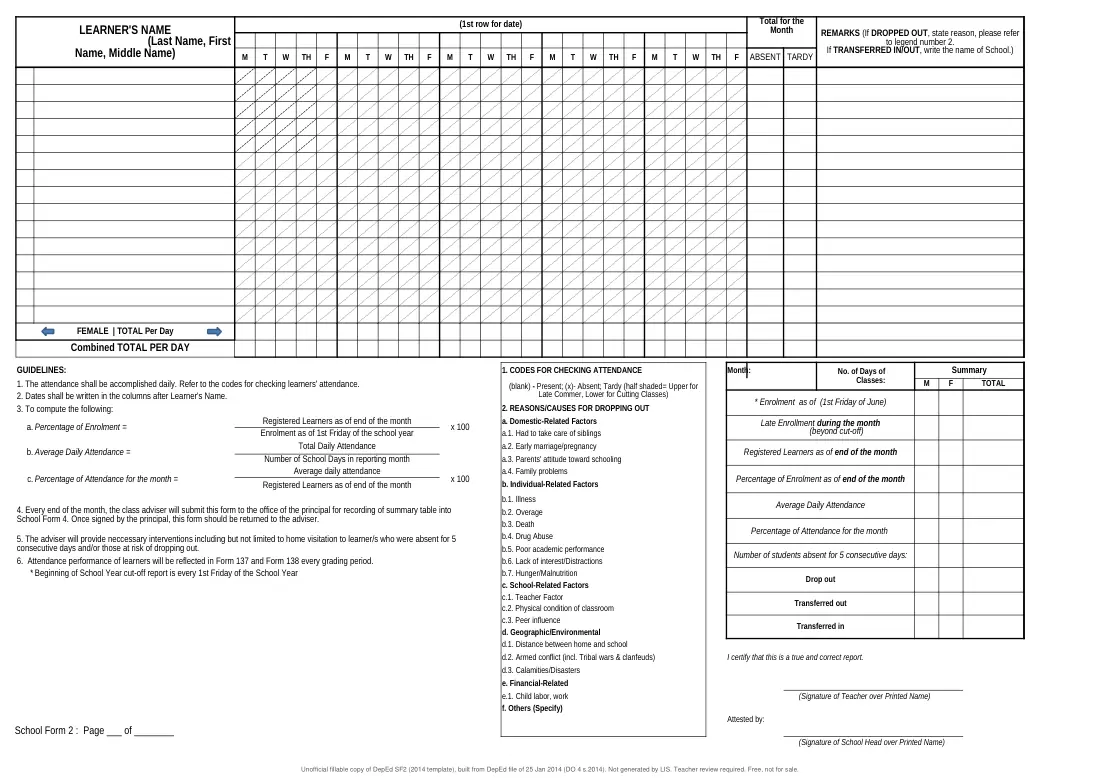 LEARNER'S NAME
(Last Name, First
Name, Middle Name)
(1st row for date)
M T W TH F M T W TH F M T W TH F M T W TH F M T W TH F
Total for the
Month
ABSENT TARDY
REMARKS (If DROPPED OUT, state reason, please refer
to legend number 2.
If TRANSFERRED IN/OUT, write the name of School.)
FEMALE | TOTAL Per Day
Combined TOTAL PER DAY
GUIDELINES:
1. The attendance shall be accomplished daily. Refer to the codes for checking learners' attendance.
2. Dates shall be written in the columns after Learner's Name.
3. To compute the following:
a. Percentage of Enrolment =
Registered Learners as of end of the month
Enrolment as of 1st Friday of the school year
x 100
b. Average Daily Attendance =
Total Daily Attendance
Number of School Days in reporting month
c. Percentage of Attendance for the month =
Average daily attendance
Registered Learners as of end of the month
x 100
4. Every end of the month, the class adviser will submit this form to the office of the principal for recording of summary table into
School Form 4. Once signed by the principal, this form should be returned to the adviser.
5. The adviser will provide neccessary interventions including but not limited to home visitation to learner/s who were absent for 5
consecutive days and/or those at risk of dropping out.
6. Attendance performance of learners will be reflected in Form 137 and Form 138 every grading period.
* Beginning of School Year cut-off report is every 1st Friday of the School Year
School Form 2 : Page ___ of ________
1. CODES FOR CHECKING ATTENDANCE
(blank) - Present; (x)- Absent; Tardy (half shaded= Upper for
Late Commer, Lower for Cutting Classes)
2. REASONS/CAUSES FOR DROPPING OUT
a. Domestic-Related Factors
a.1. Had to take care of siblings
a.2. Early marriage/pregnancy
a.3. Parents' attitude toward schooling
a.4. Family problems
b. Individual-Related Factors
b.1. Illness
b.2. Overage
b.3. Death
b.4. Drug Abuse
b.5. Poor academic performance
b.6. Lack of interest/Distractions
b.7. Hunger/Malnutrition
c. School-Related Factors
c.1. Teacher Factor
c.2. Physical condition of classroom
c.3. Peer influence
d. Geographic/Environmental
d.1. Distance between home and school
d.2. Armed conflict (incl. Tribal wars & clanfeuds)
d.3. Calamities/Disasters
e. Financial-Related
e.1. Child labor, work
f. Others (Specify)
Month:
No. of Days of
Classes:
Summary
M F TOTAL
* Enrolment as of (1st Friday of June)
Late Enrollment during the month
(beyond cut-off)
Registered Learners as of end of the month
Percentage of Enrolment as of end of the month
Average Daily Attendance
Percentage of Attendance for the month
Number of students absent for 5 consecutive days:
Drop out
Transferred out
Transferred in
I certify that this is a true and correct report.
(Signature of Teacher over Printed Name)
Attested by:
(Signature of School Head over Printed Name)
Unofficial fillable copy of DepEd SF2 (2014 template), built from DepEd file of 25 Jan 2014 (DO 4 s.2014). Not generated by LIS. Teacher review required. Free, not for sale.